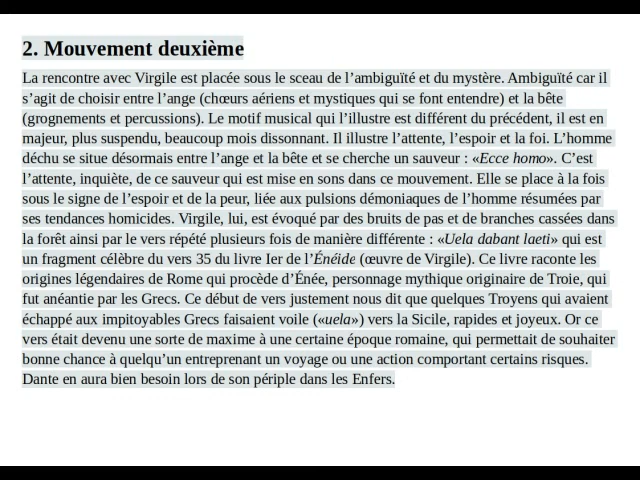 2. Mouvement deuxième
La rencontre avec Virgile est placée sous le sceau de l’ambiguïté et du mystère. Ambiguïté car il
s’agit de choisir entre l’ange (chœurs aériens et mystiques qui se font entendre) et la bête
(grognements et percussions). Le motif musical qui l’illustre est différent du précédent, il est en
majeur, plus suspendu, beaucoup mois dissonnant. Il illustre l’attente, l’espoir et la foi. L’homme
déchu se situe désormais entre l’ange et la bête et se cherche un sauveur : «Ecce homo». C’est
l’attente, inquiète, de ce sauveur qui est mise en sons dans ce mouvement. Elle se place à la fois
sous le signe de l’espoir et de la peur, liée aux pulsions démoniaques de l’homme résumées par
ses tendances homicides. Virgile, lui, est évoqué par des bruits de pas et de branches cassées dans
la forêt ainsi par le vers répété plusieurs fois de manière différente : «Uela dabant laeti» qui est
un fragment célèbre du vers 35 du livre Ier de l’Énéide (œuvre de Virgile). Ce livre raconte les
origines légendaires de Rome qui procède d’Énée, personnage mythique originaire de Troie, qui
fut anéantie par les Grecs. Ce début de vers justement nous dit que quelques Troyens qui avaient
échappé aux impitoyables Grecs faisaient voile («uela») vers la Sicile, rapides et joyeux. Or ce
vers était devenu une sorte de maxime à une certaine époque romaine, qui permettait de souhaiter
bonne chance à quelqu’un entreprenant un voyage ou une action comportant certains risques.
Dante en aura bien besoin lors de son périple dans les Enfers.